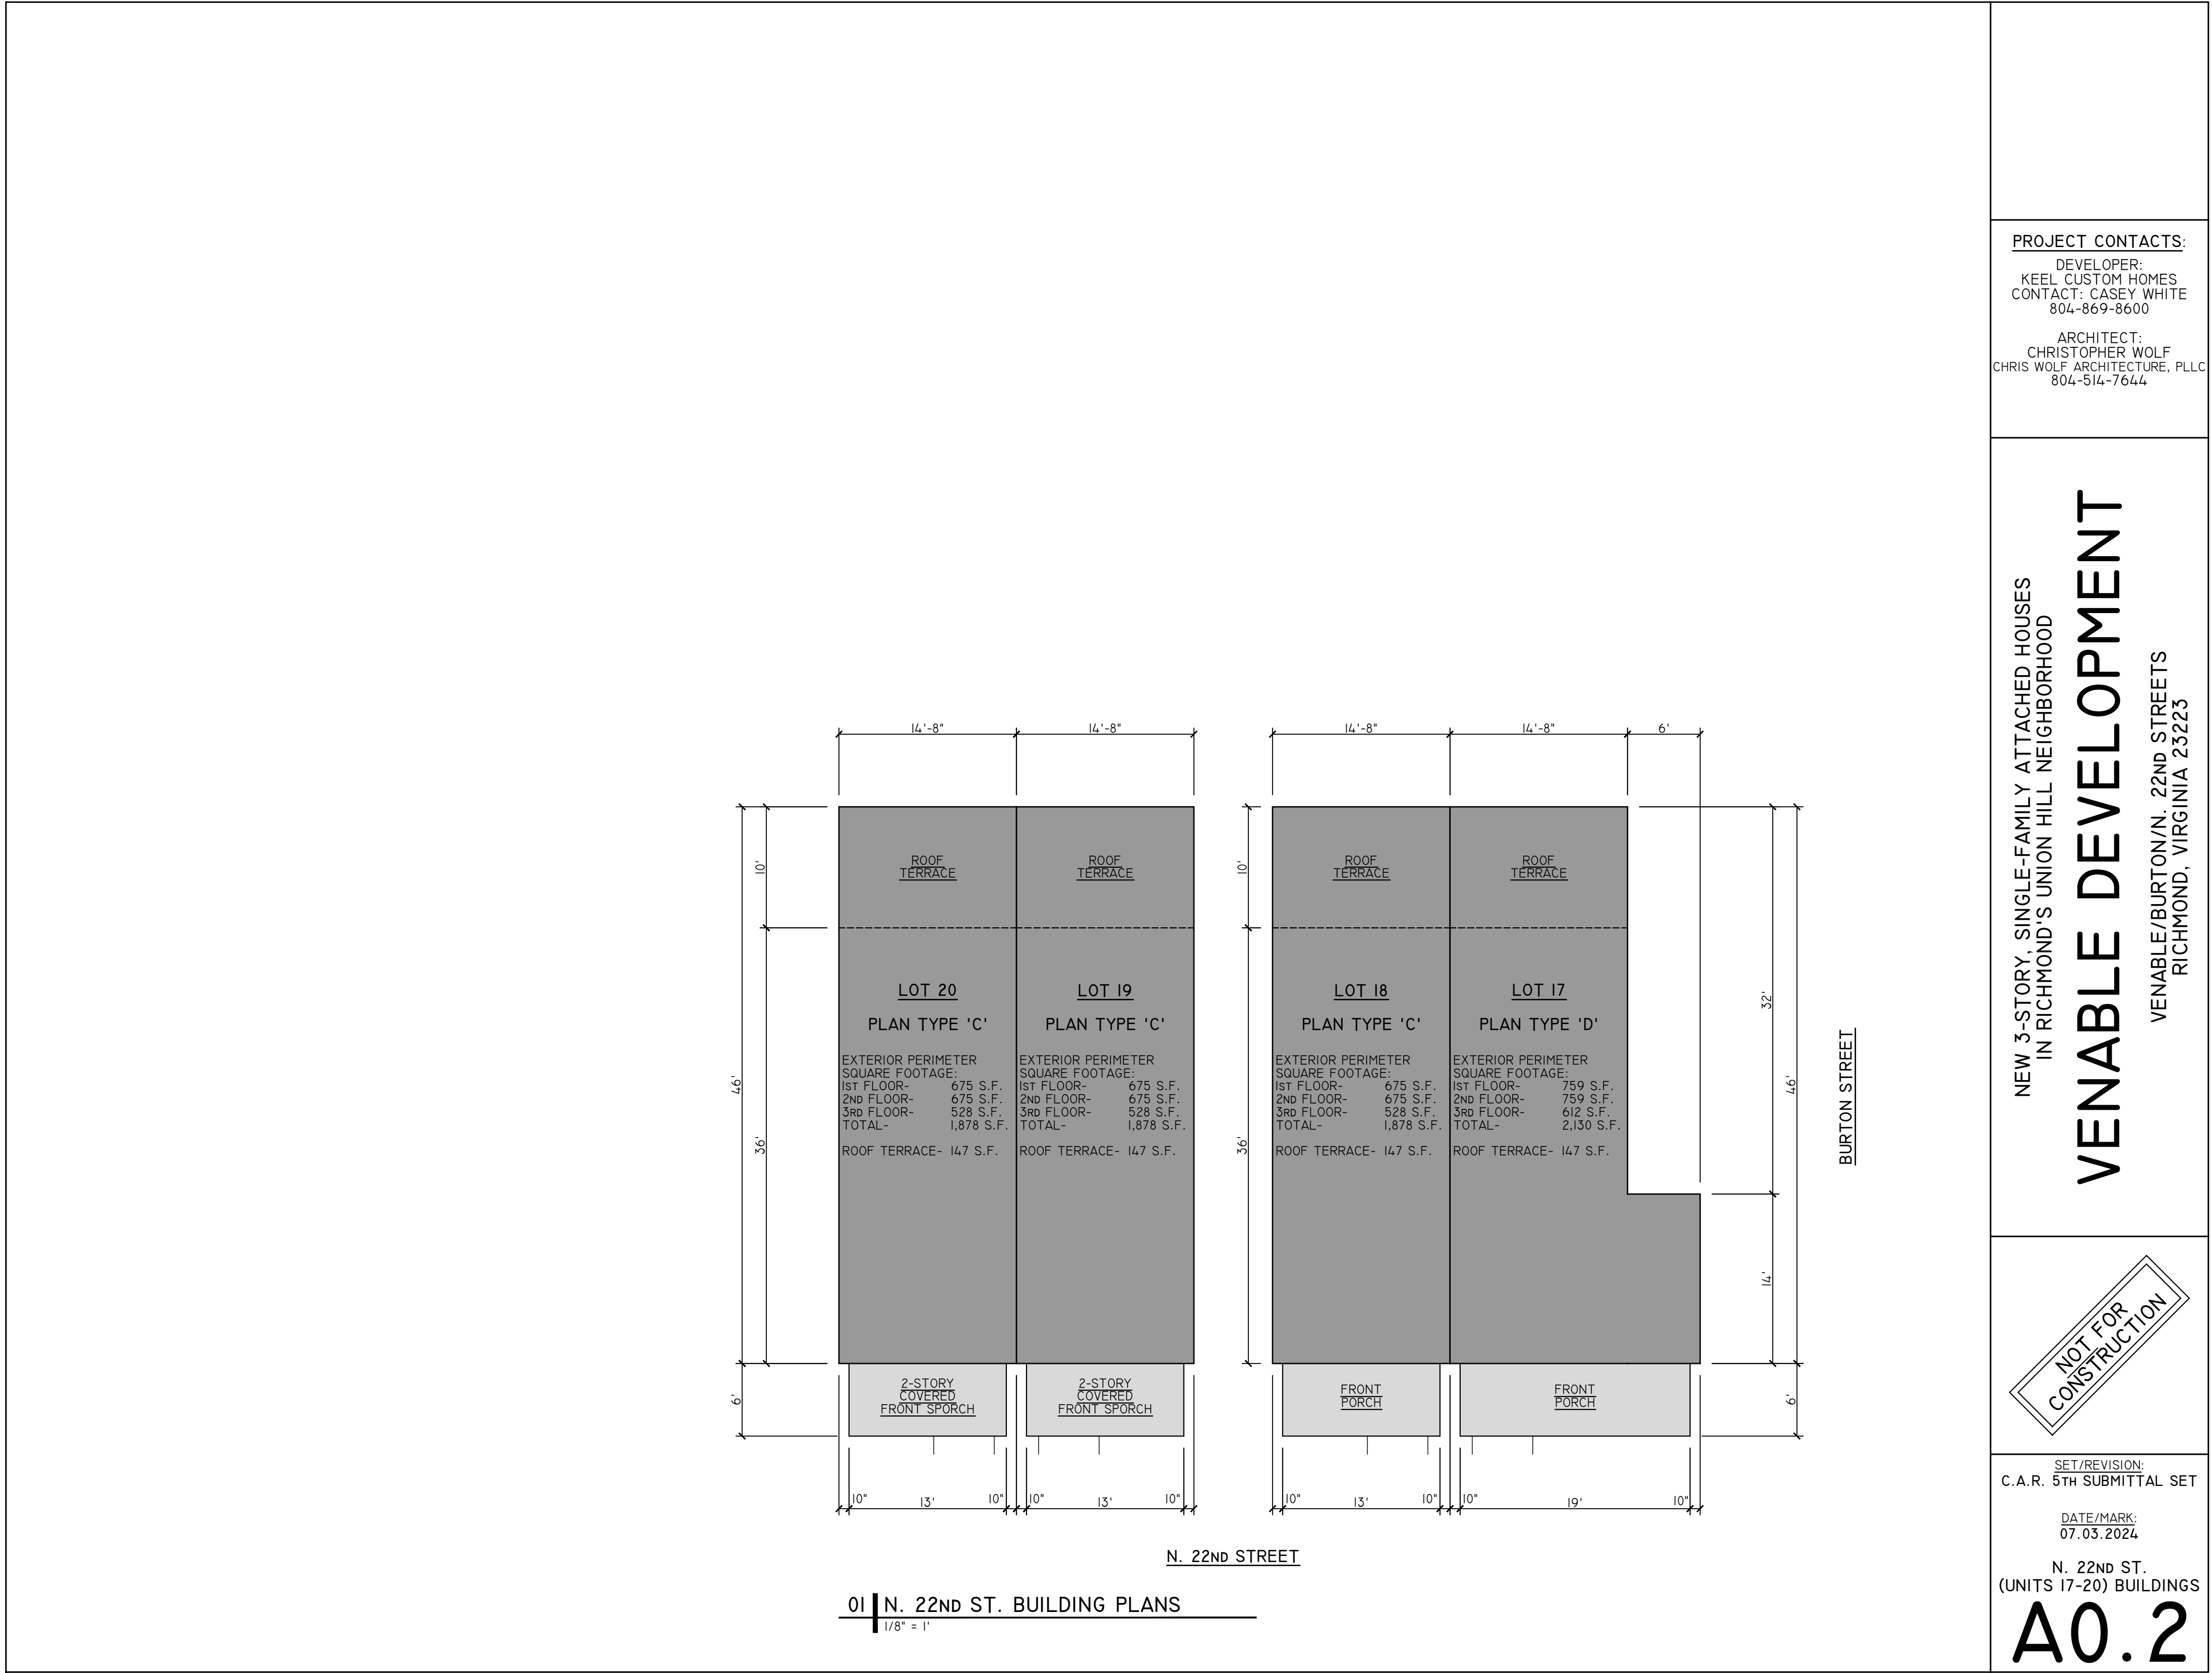 14'-8"
14'-8"
14'-8"
14'-8"
6'
10'
36'
46'
6'
10'
36'
32'
14'
46'
6'
ROOF
TERRACE
LOT 20
PLAN TYPE 'C'
EXTERIOR PERIMETER
SQUARE FOOTAGE:
1ST FLOOR- 675 S.F.
2ND FLOOR- 675 S.F.
3RD FLOOR- 528 S.F.
TOTAL- 1,878 S.F.
ROOF TERRACE- 147 S.F.
2-STORY
COVERED
FRONT SPORCH
ROOF
TERRACE
LOT 19
PLAN TYPE 'C'
EXTERIOR PERIMETER
SQUARE FOOTAGE:
1ST FLOOR- 675 S.F.
2ND FLOOR- 675 S.F.
3RD FLOOR- 528 S.F.
TOTAL- 1,878 S.F.
ROOF TERRACE- 147 S.F.
2-STORY
COVERED
FRONT SPORCH
ROOF
TERRACE
LOT 18
PLAN TYPE 'C'
EXTERIOR PERIMETER
SQUARE FOOTAGE:
1ST FLOOR- 675 S.F.
2ND FLOOR- 675 S.F.
3RD FLOOR- 528 S.F.
TOTAL- 1,878 S.F.
ROOF TERRACE- 147 S.F.
FRONT
PORCH
ROOF
TERRACE
LOT 17
PLAN TYPE 'D'
EXTERIOR PERIMETER
SQUARE FOOTAGE:
1ST FLOOR- 759 S.F.
2ND FLOOR- 759 S.F.
3RD FLOOR- 612 S.F.
TOTAL- 2,130 S.F.
ROOF TERRACE- 147 S.F.
FRONT
PORCH
10" 13' 10"
10" 13' 10"
10" 13' 10"
10" 19' 10"
BURTON STREET
N. 22ND STREET
01 N. 22ND ST. BUILDING PLANS
1/8" = 1'
PROJECT CONTACTS:
DEVELOPER:
KEEL CUSTOM HOMES
CONTACT: CASEY WHITE
804-869-8600
ARCHITECT:
CHRISTOPHER WOLF
CHRIS WOLF ARCHITECTURE, PLLC
804-514-7644
NEW 3-STORY, SINGLE-FAMILY ATTACHED HOUSES
IN RICHMOND'S UNION HILL NEIGHBORHOOD
VENABLE DEVELOPMENT
VENABLE/BURTON/N. 22ND STREETS
RICHMOND, VIRGINIA 23223
NOT FOR
CONSTRUCTION
SET/REVISION:
C.A.R. 5TH SUBMITTAL SET
DATE/MARK:
07.03.2024
N. 22ND ST.
(UNITS 17-20) BUILDINGS
A0.2